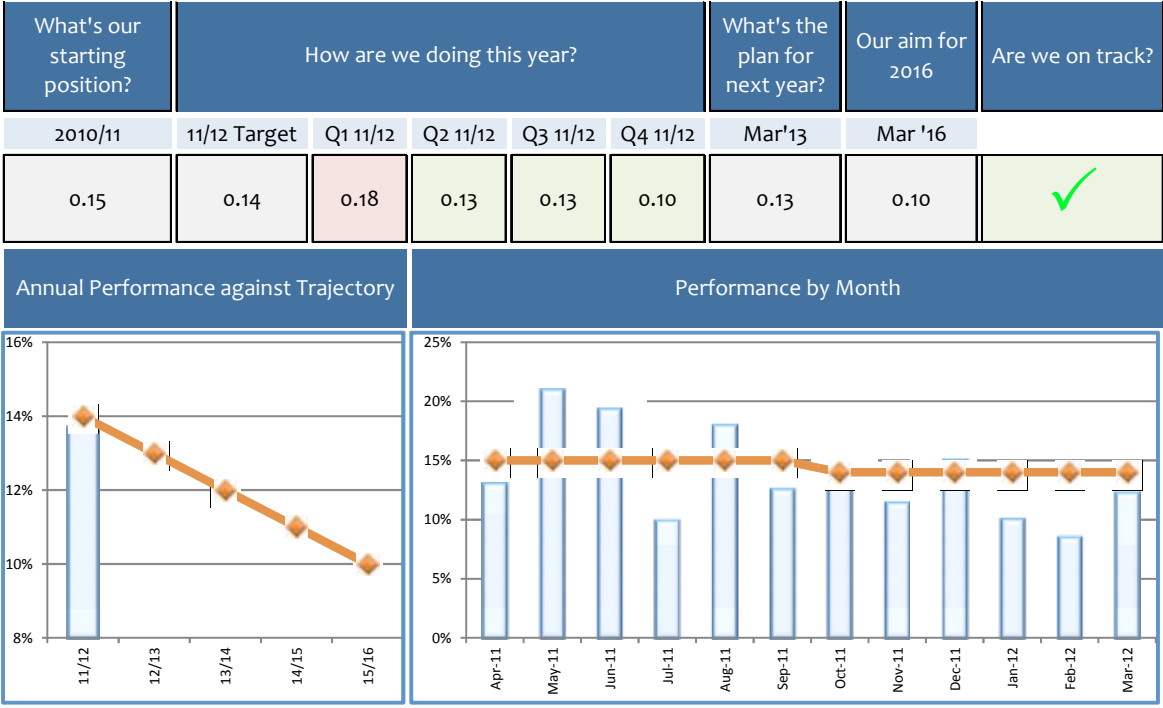 What's our
starting
position?
How are we doing this year?
What's the
plan for
next year?
Our aim for
2016
Are we on track?
2010/11
11/12 Target
Q1 11/12
Q2 11/12
Q3 11/12
Q4 11/12
Mar'13
Mar '16
0.15
0.14
0.18
0.13
0.13
0.10
0.13
0.10
Annual Performance against Trajectory
16%
14%
12%
10%
8%
11/12
12/13
13/14
14/15
15/16
Performance by Month
25%
20%
15%
10%
5%
0%
Apr-11
May-11
Jun-11
Jul-11
Aug-11
Sep-11
Oct-11
Nov-11
Dec-11
Jan-12
Feb-12
Mar-12